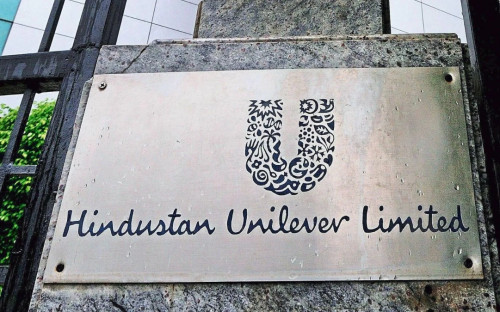 Hindustan Unilever Limited